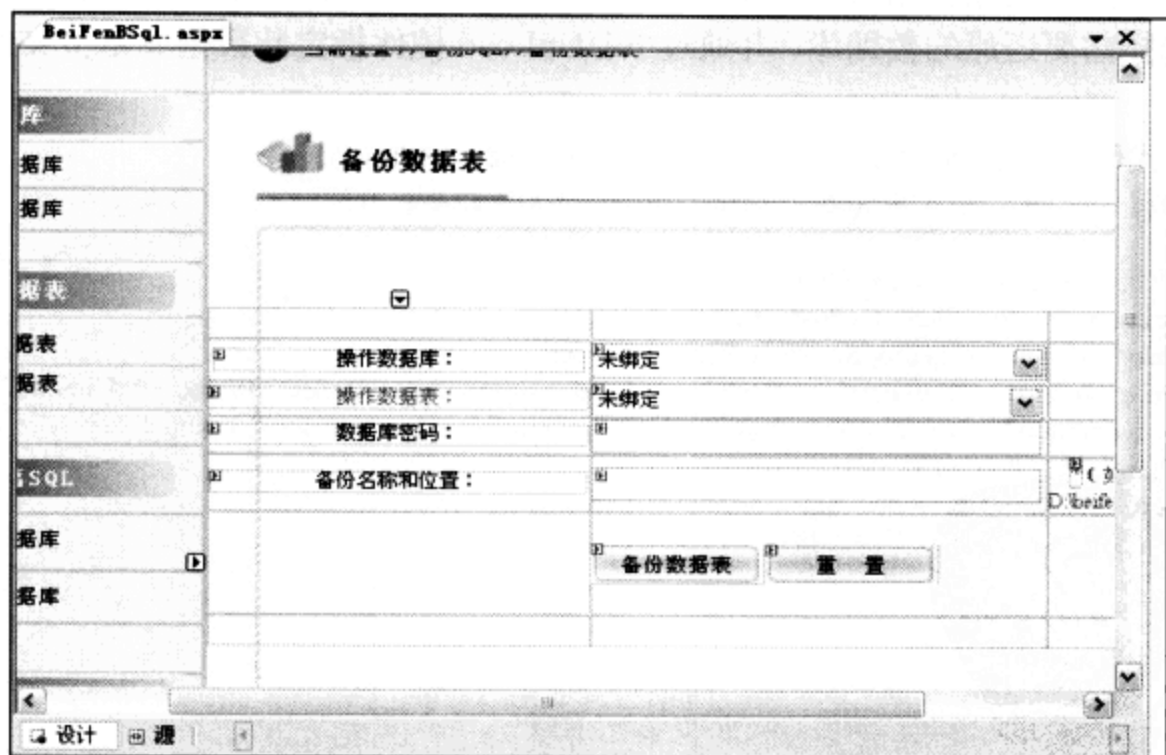 BeiFenBSql.aspx
库
据库
据库
备份数据表
据表
据表
据表
操作数据库：
未绑定
操作数据表：
未绑定
数据库密码：
SQL
备份名称和位置：
*(
D:\beife
据库
备份数据表
重 置
据库
设计
源